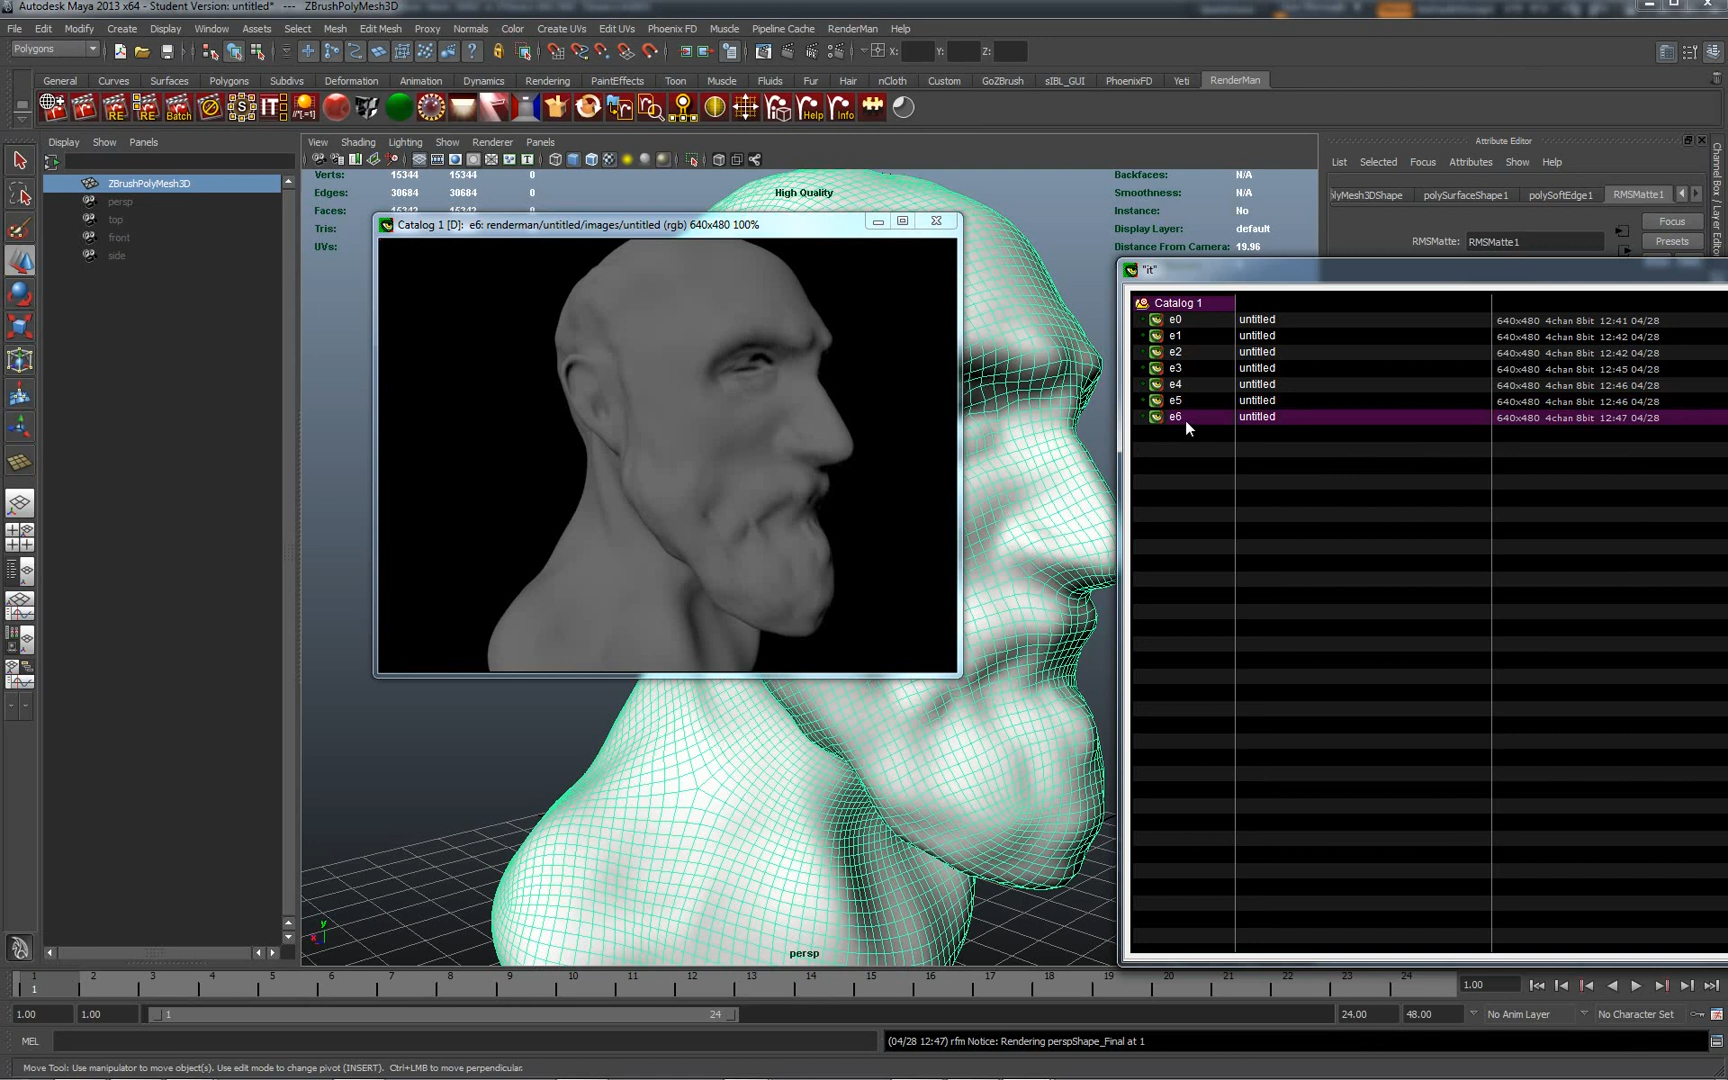 Autodesk Maya 2013 x64 - Student Version: untitled* --- ZBrushPolyMesh3D
File Edit Modify Create Display Window Assets Select Mesh Edit Mesh Proxy Normals Color Create UVs Edit UVs Phoenix FD Muscle Pipeline Cache RenderMan Help
Polygons X: Y: Z:
General Curves Surfaces Polygons Subdivs Deformation Animation Dynamics Rendering PaintEffects Toon Muscle Fluids Fur Hair nCloth Custom GoZBrush sIBL_GUI PhoenixFD Yeti RenderMan
RE RE Batch S IT Help Info
Display Show Panels
View Shading Lighting Show Renderer Panels
Attribute Editor
List Selected Focus Attributes Show Help
ZBrushPolyMesh3D
persp
top
front
side
Verts: 15344 15344 0
Edges: 30684 30684 0
Faces:
Tris:
UVs:
High Quality
Backfaces: N/A
Smoothness: N/A
Instance: No
Display Layer: default
Distance From Camera: 19.96
lyMesh3DShape polySurfaceShape1 polySoftEdge1 RMSMatte1
Focus
RMSMatte: RMSMatte1 Presets
Channel Box / Layer Editor
Catalog 1 [D]: e6: renderman/untitled/images/untitled (rgb) 640x480 100%
"it"
Catalog 1
e0 untitled 640x480 4chan 8bit 12:41 04/28
e1 untitled 640x480 4chan 8bit 12:42 04/28
e2 untitled 640x480 4chan 8bit 12:42 04/28
e3 untitled 640x480 4chan 8bit 12:45 04/28
e4 untitled 640x480 4chan 8bit 12:46 04/28
e5 untitled 640x480 4chan 8bit 12:46 04/28
e6 untitled 640x480 4chan 8bit 12:47 04/28
y
x
persp
1 2 3 4 5 6 7 8 9 10 11 12 13 14 15 16 17 18 19 20 21 22 23 24
1 1.00
1.00 1.00 1 24 24.00 48.00 No Anim Layer No Character Set
MEL (04/28 12:47) rfm Notice: Rendering perspShape_Final at 1
Move Tool: Use manipulator to move object(s). Use edit mode to change pivot (INSERT). Ctrl+LMB to move perpendicular.